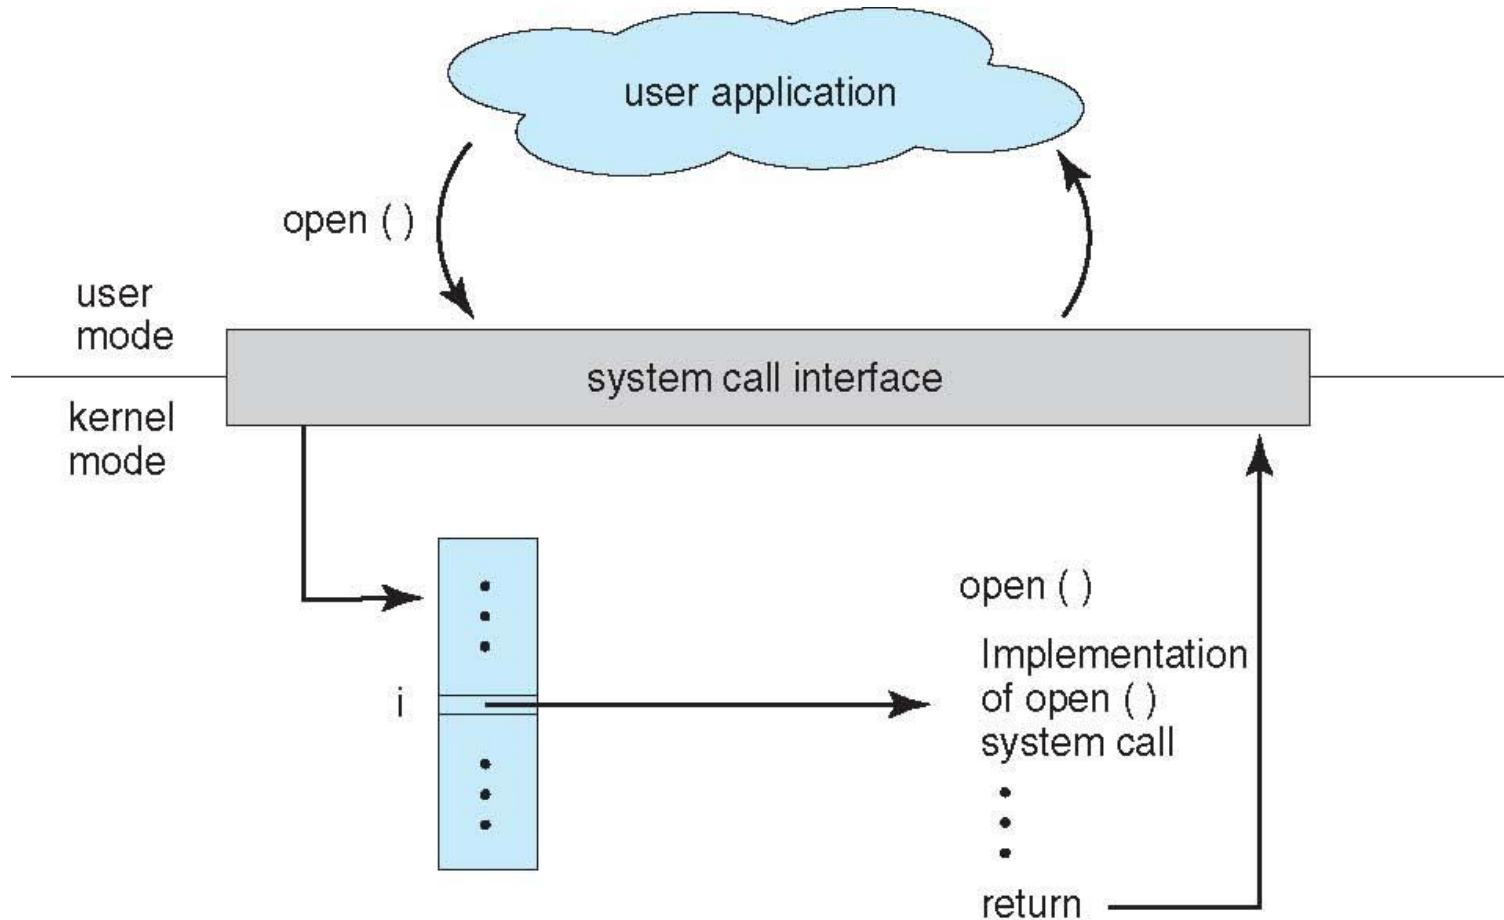 user application
open ( )
user
mode
system call interface
kernel
mode
open ( )
Implementation
i
of open ( )
system call
return